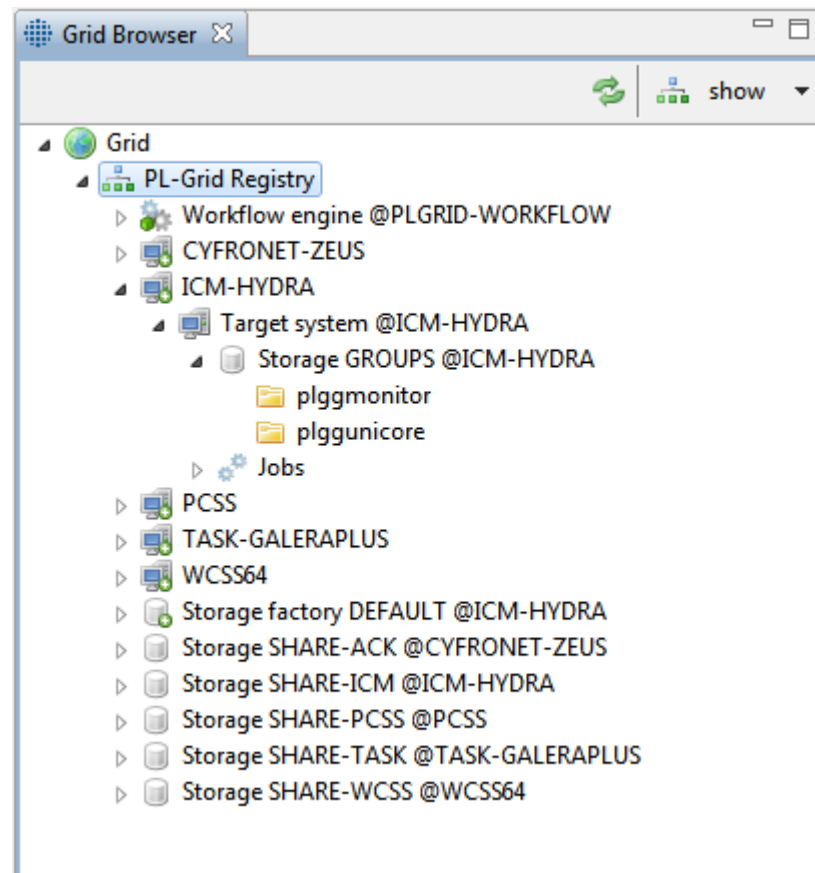 Grid Browser
show
Grid
PL-Grid Registry
Workflow engine @PLGRID-WORKFLOW
CYFRONET-ZEUS
ICM-HYDRA
Target system @ICM-HYDRA
Storage GROUPS @ICM-HYDRA
plggmonitor
plggunicore
Jobs
PCSS
TASK-GALERAPLUS
WCSS64
Storage factory DEFAULT @ICM-HYDRA
Storage SHARE-ACK @CYFRONET-ZEUS
Storage SHARE-ICM @ICM-HYDRA
Storage SHARE-PCSS @PCSS
Storage SHARE-TASK @TASK-GALERAPLUS
Storage SHARE-WCSS @WCSS64